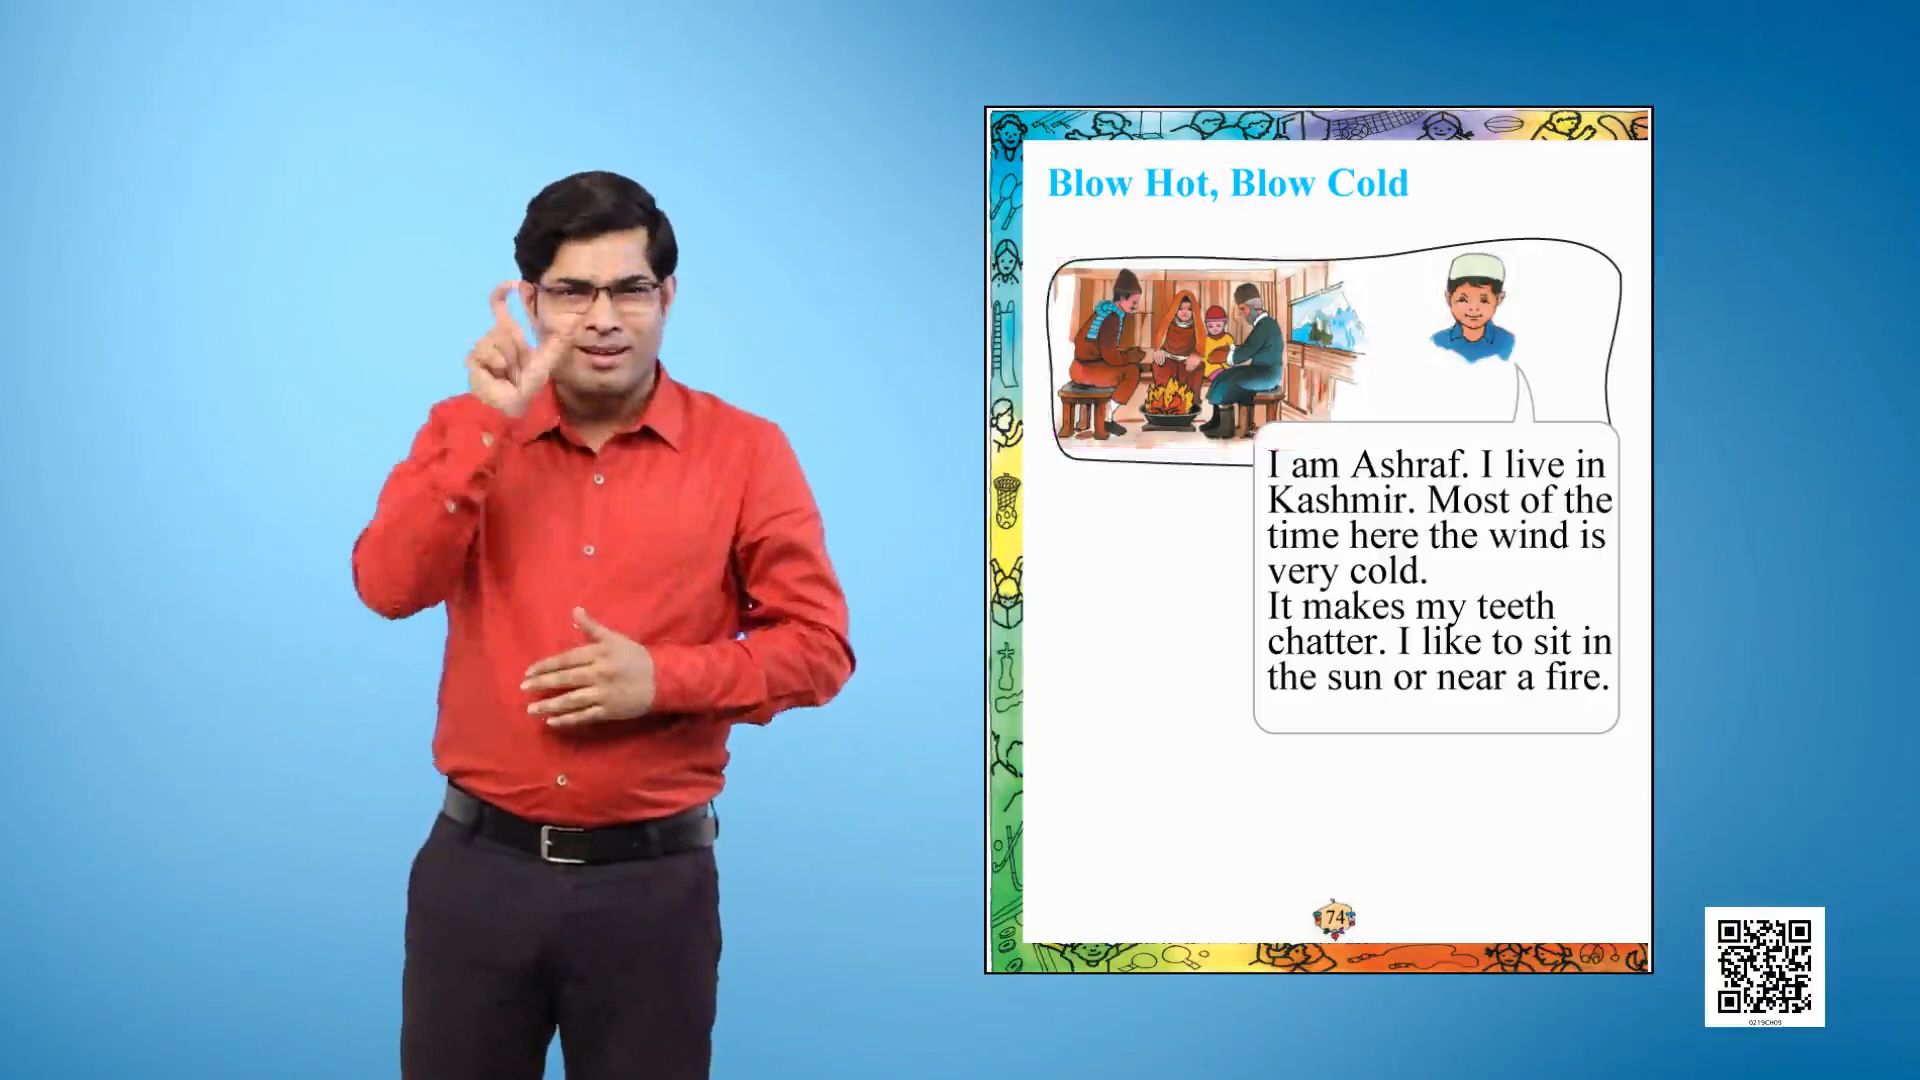 Blow Hot, Blow Cold
I am Ashraf. I live in
Kashmir. Most of the
time here the wind is
very cold.
It makes my teeth
chatter. I like to sit in
the sun or near a fire.
74
0219CH09